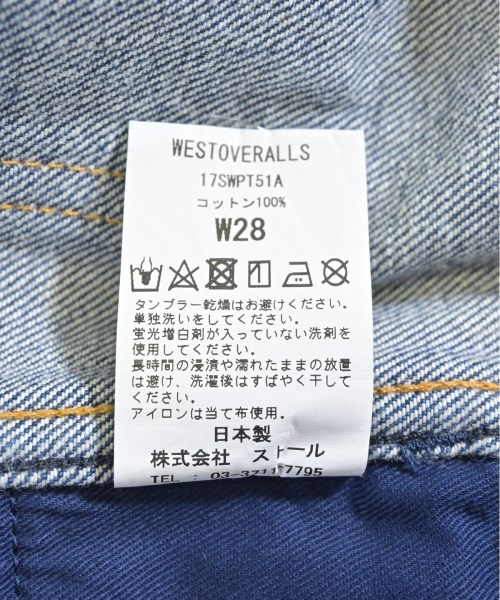 WESTOVERALLS
17SWPT51A
コットン100%
W28
タンブラー乾燥はお避けください。
単独洗いをしてください。
蛍光増白剤が入っていない洗剤を
使用してください。
長時間の浸漬や濡れたままの放置
は避け、洗濯後はすばやく干して
ください。
アイロンは当て布使用。
日本製
株式会社
TEL : 03-3711-7795